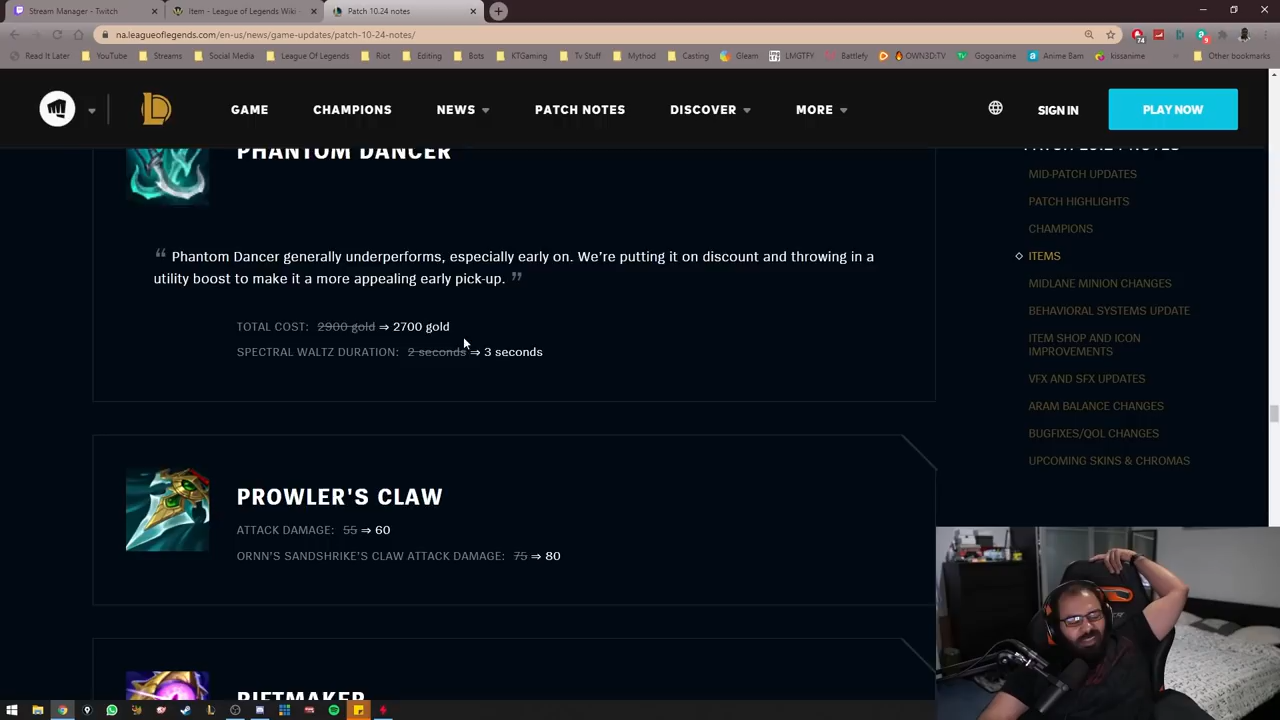 Stream Manager - Twitch
Item - League of Legends Wiki -
Patch 10.24 notes
na.leagueoflegends.com/en-us/news/game-updates/patch-10-24-notes/
Read It Later
YouTube
Streams
Social Media
League Of Legends
Riot
Editing
Bots
KTGaming
Tv Stuff
Mythod
Casting
Gleam
LMGTFY
Battlefy
OWN3D.TV
Gogoanime
Anime Bam
kissanime
Other bookmarks
GAME
CHAMPIONS
NEWS
PATCH NOTES
DISCOVER
MORE
SIGN IN
PLAY NOW
PHANTOM DANCER
“ Phantom Dancer generally underperforms, especially early on. We’re putting it on discount and throwing in a
utility boost to make it a more appealing early pick-up. ”
TOTAL COST: 2900 gold ⇒ 2700 gold
SPECTRAL WALTZ DURATION: 2 seconds ⇒ 3 seconds
PROWLER'S CLAW
ATTACK DAMAGE: 55 ⇒ 60
ORNN'S SANDSHRIKE'S CLAW ATTACK DAMAGE: 75 ⇒ 80
RIFTMAKER
MID-PATCH UPDATES
PATCH HIGHLIGHTS
CHAMPIONS
ITEMS
MIDLANE MINION CHANGES
BEHAVIORAL SYSTEMS UPDATE
ITEM SHOP AND ICON
IMPROVEMENTS
VFX AND SFX UPDATES
ARAM BALANCE CHANGES
BUGFIXES/QOL CHANGES
UPCOMING SKINS & CHROMAS